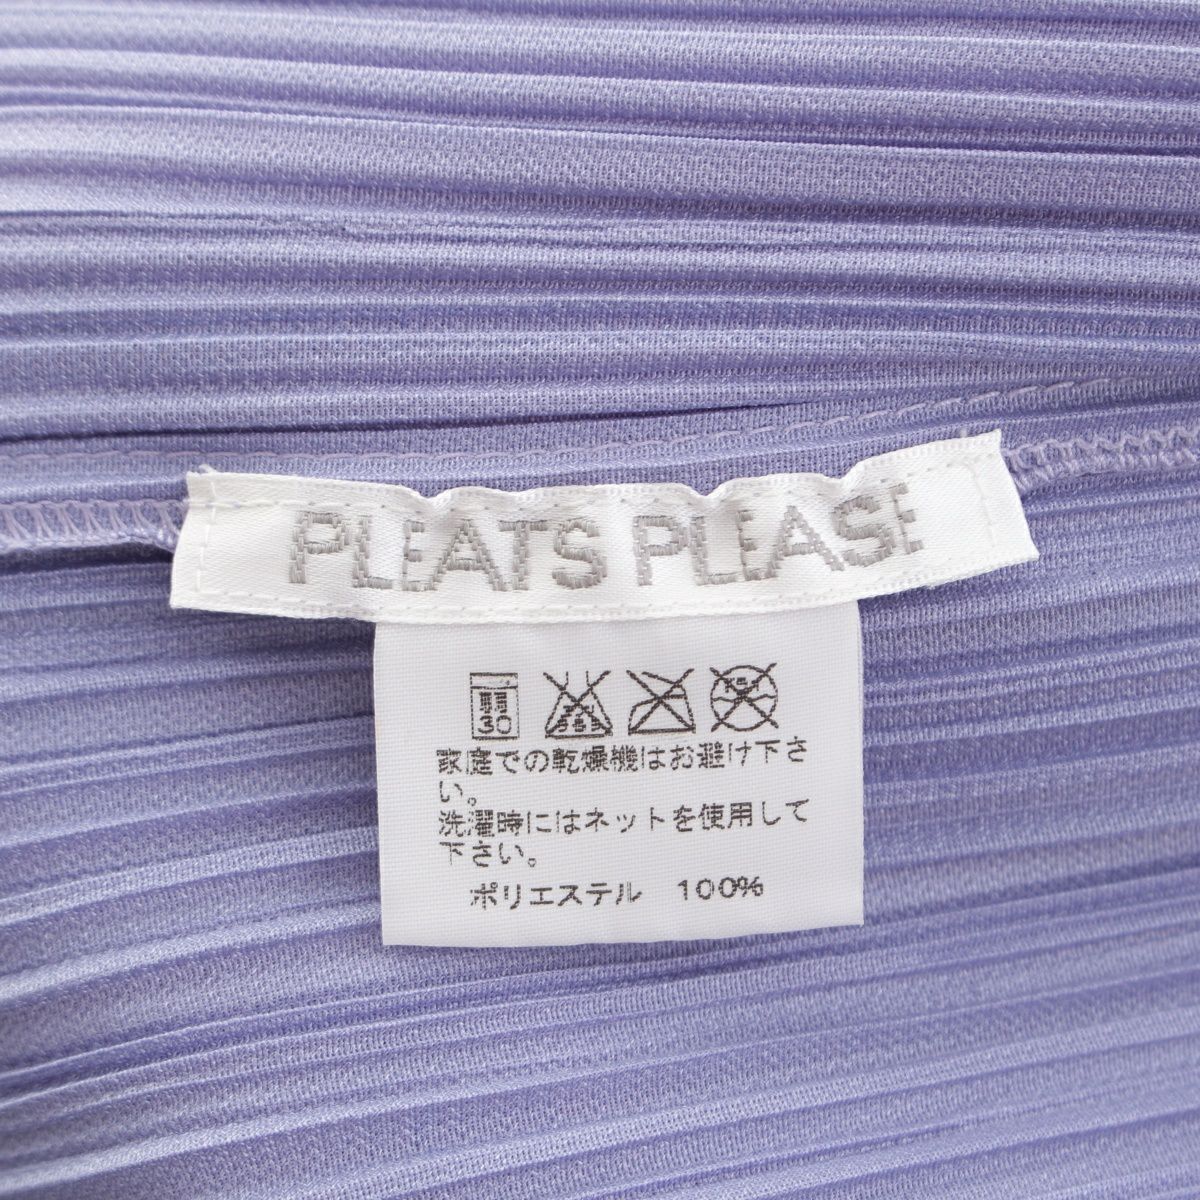 PLEATS PLEASE
弱
30
家庭での乾燥機はお避け下さ
い。
洗濯時にはネットを使用して
下さい。
ポリエステル 100%